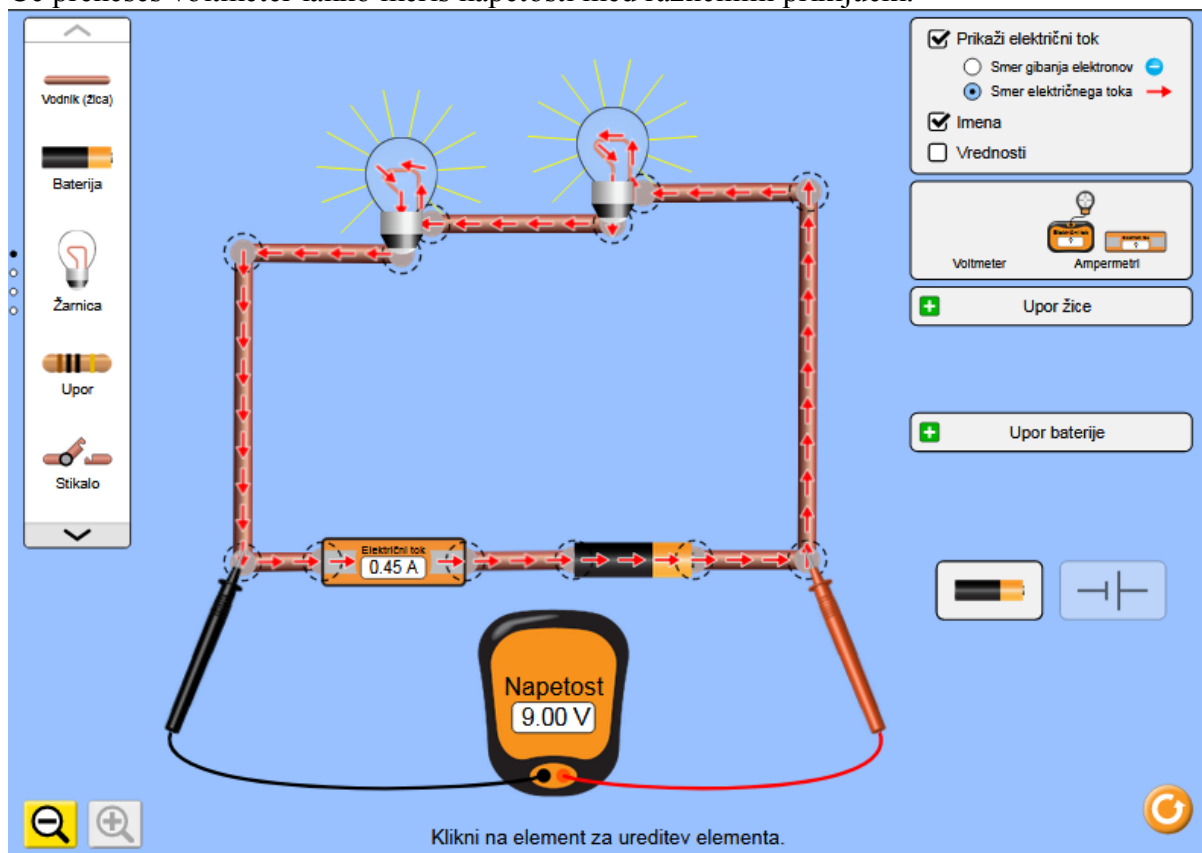 Vodnik (žica)
Baterija
Žarnica
Upor
Stikalo
Prikaži električni tok
Smer gibanja elektronov
Smer električnega toka
Imena
Vrednosti
Voltmeter
Ampermetri
Upor žice
Upor baterije
Električni tok
0.45 A
Napetost
9.00 V
Klikni na element za ureditev elementa.